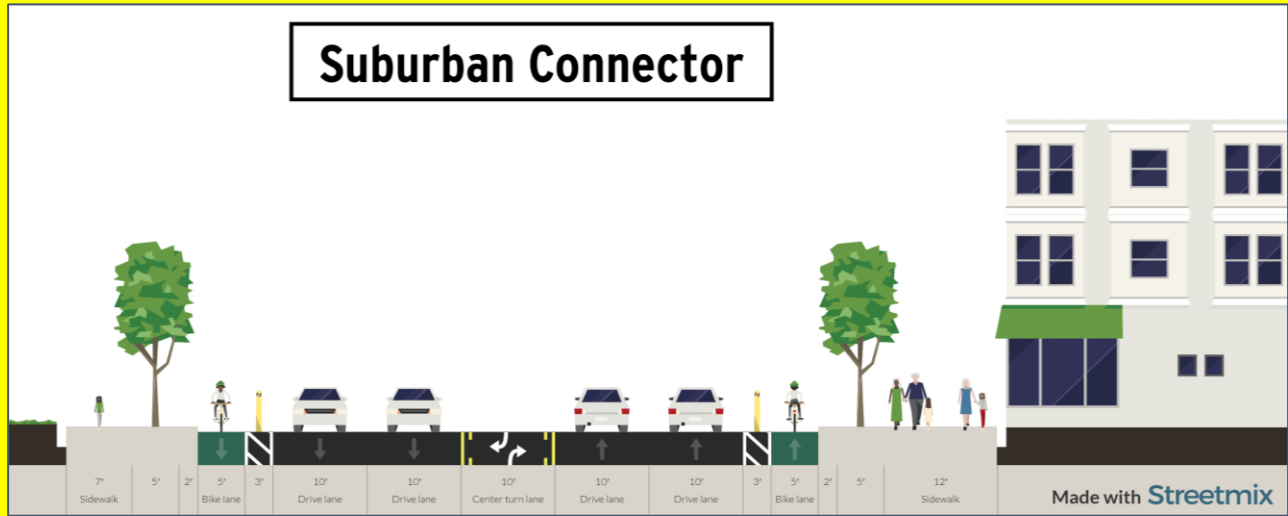 Suburban Connector
7' 5' 2' 5' 3' 10' 10' 10' 10' 10' 3' 5' 2' 5' 12'
Sidewalk Bike lane Drive lane Drive lane Center turn lane Drive lane Drive lane Bike lane Sidewalk
Made with Streetmix